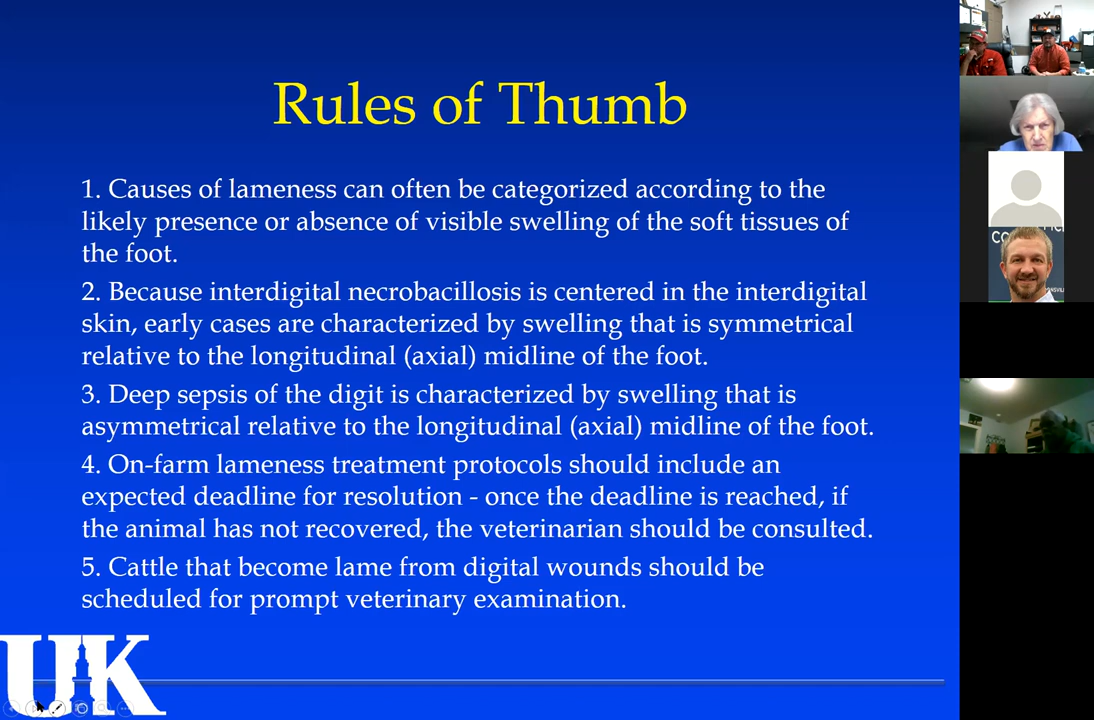 Rules of Thumb
1. Causes of lameness can often be categorized according to the
likely presence or absence of visible swelling of the soft tissues of
the foot.
2. Because interdigital necrobacillosis is centered in the interdigital
skin, early cases are characterized by swelling that is symmetrical
relative to the longitudinal (axial) midline of the foot.
3. Deep sepsis of the digit is characterized by swelling that is
asymmetrical relative to the longitudinal (axial) midline of the foot.
4. On-farm lameness treatment protocols should include an
expected deadline for resolution - once the deadline is reached, if
the animal has not recovered, the veterinarian should be consulted.
5. Cattle that become lame from digital wounds should be
scheduled for prompt veterinary examination.
UK